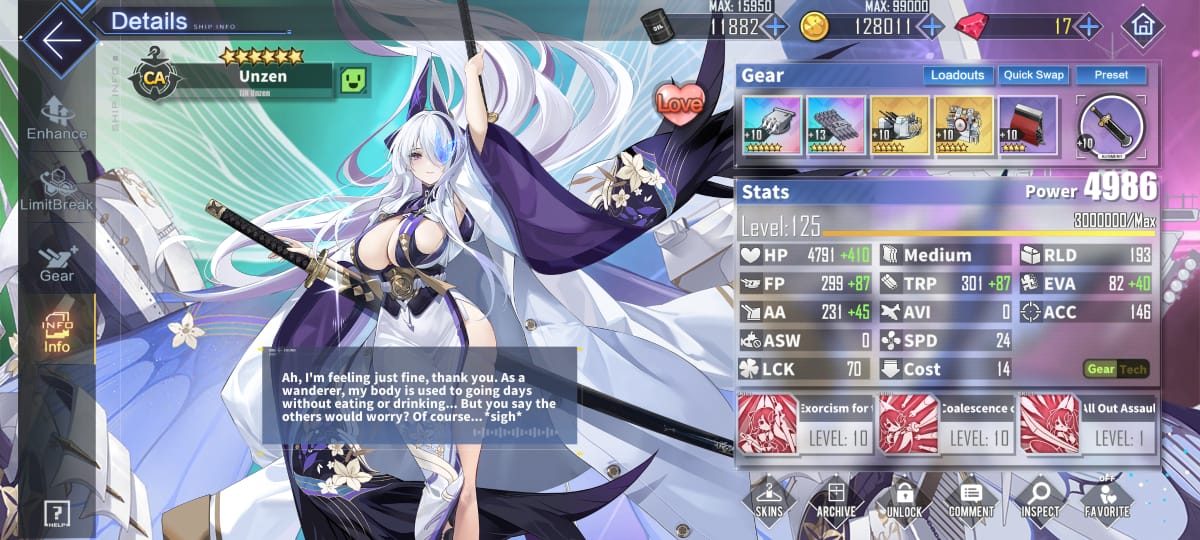 Details SHIP INFO
MAX: 15950
11882
MAX: 99000
128011
17
OIL
SHIP INFO
CA
Unzen
Love
Enhance
LimitBreak
Gear
INFO
Info
HELP
Gear
Loadouts
Quick Swap
Preset
+10
+13
+10
+10
+10
+10
Stats
Power 4986
Level:125
3000000/Max
HP 4791 +410
Medium
RLD 193
FP 299 +87
TRP 301 +87
EVA 82 +40
AA 231 +45
AVI 0
ACC 146
ASW 0
SPD 24
LCK 70
Cost 14
Gear Tech
Exorcism for
LEVEL: 10
Coalescence
LEVEL: 10
All Out Assaul
LEVEL: 1
Ah, I'm feeling just fine, thank you. As a
wanderer, my body is used to going days
without eating or drinking... But you say the
others would worry? Of course... *sigh*
SKINS
ARCHIVE
UNLOCK
COMMENT
INSPECT
OFF
FAVORITE